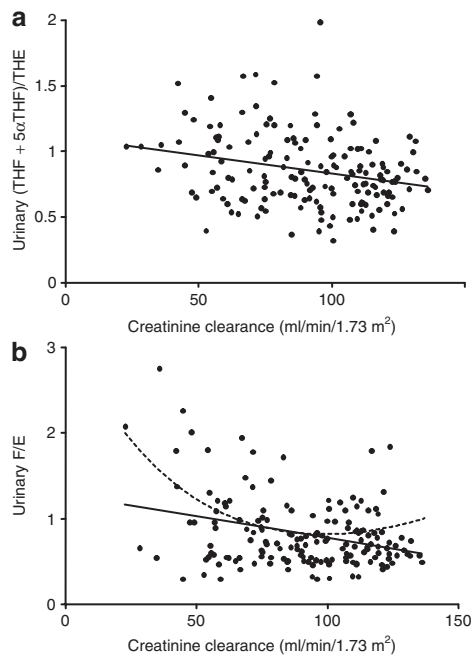 a
2
1.5
1
0.5
0
Urinary (THF + 5αTHF)/THE
0 50 100
Creatinine clearance (ml/min/1.73 m²)
b
3
2
1
0
Urinary F/E
0 50 100 150
Creatinine clearance (ml/min/1.73 m²)